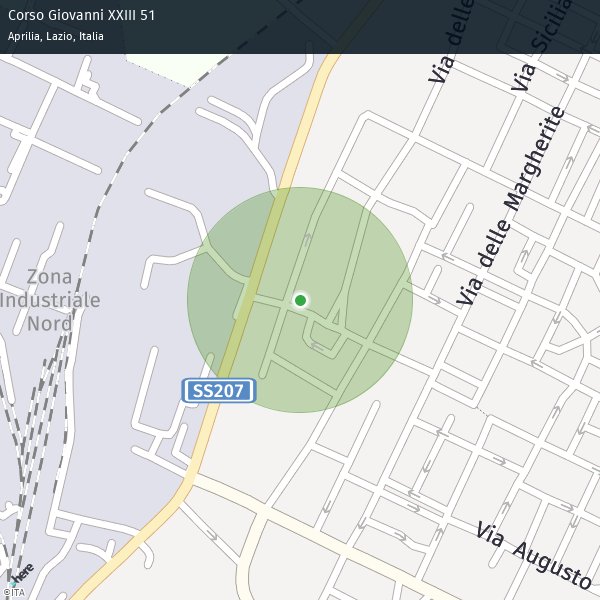 Corso Giovanni XXIII 51
Aprilia, Lazio, Italia
Via delle
Via Sicilia
Via delle Margherite
Zona
Industriale
Nord
SS207
Via Augusto
here
©ITA